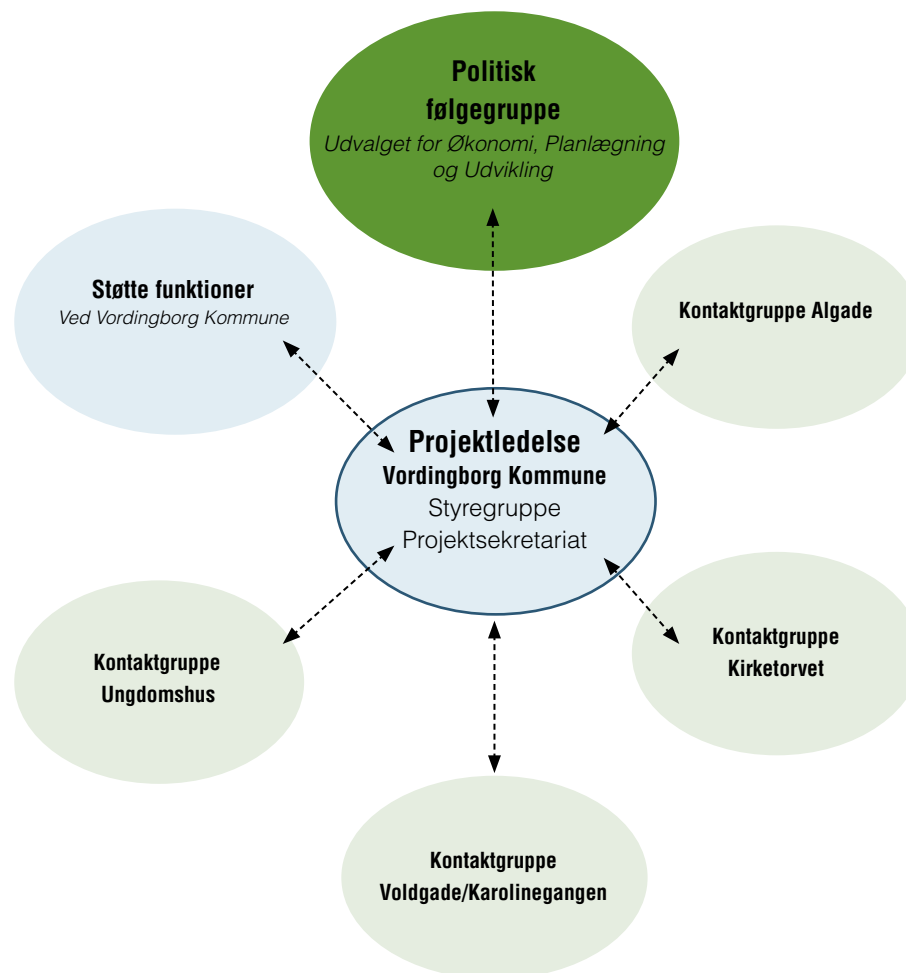 Politisk
følgegruppe
Udvalget for Økonomi, Planlægning
og Udvikling
Støtte funktioner
Ved Vordingborg Kommune
Kontaktgruppe Algade
Projektledelse
Vordingborg Kommune
Styregruppe
Projektsekretariat
Kontaktgruppe
Ungdomshus
Kontaktgruppe
Kirketorvet
Kontaktgruppe
Voldgade/Karolinegangen